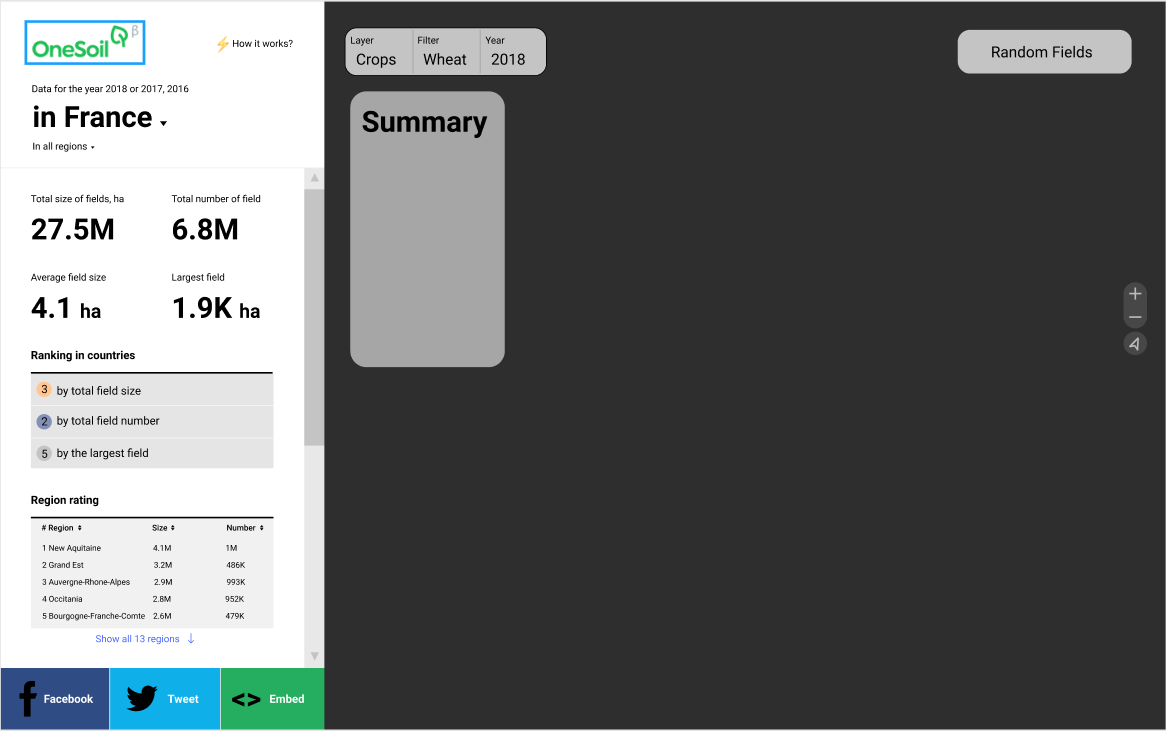 OneSoil β
⚡ How it works?
Data for the year 2018 or 2017, 2016
in France
In all regions
Total size of fields, ha
Total number of field
27.5M
6.8M
Average field size
Largest field
4.1 ha
1.9K ha
Ranking in countries
3 by total field size
2 by total field number
5 by the largest field
Region rating
# Region Size Number
1 New Aquitaine 4.1M 1M
2 Grand Est 3.2M 486K
3 Auvergne-Rhone-Alpes 2.9M 993K
4 Occitania 2.8M 952K
5 Bourgogne-Franche-Comte 2.6M 479K
Show all 13 regions ↓
Facebook
Tweet
<> Embed
Layer Filter Year
Crops Wheat 2018
Summary
Random Fields
+
−